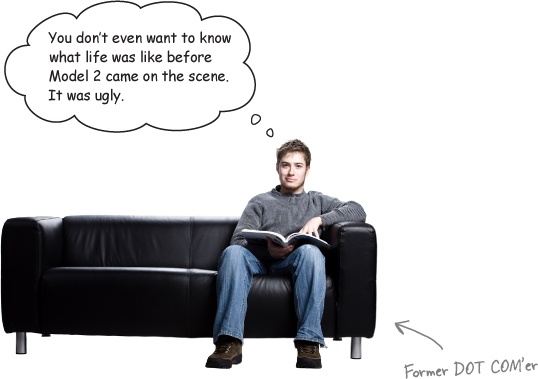 You don't even want to know
what life was like before
Model 2 came on the scene.
It was ugly.
Former DOT COM'er